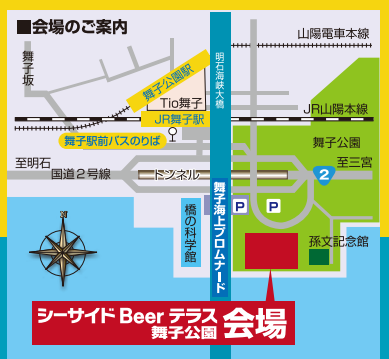 ■会場のご案内
山陽電車本線
舞子坂
舞子公園駅
明石海峡大橋
Tio舞子
JR山陽本線
JR舞子駅
舞子駅前バスのりば
舞子公園
至明石
至三宮
国道2号線
トンネル
2
舞子海上プロムナード
P
P
橋の科学館
孫文記念館
シーサイド Beer テラス
舞子公園
会場